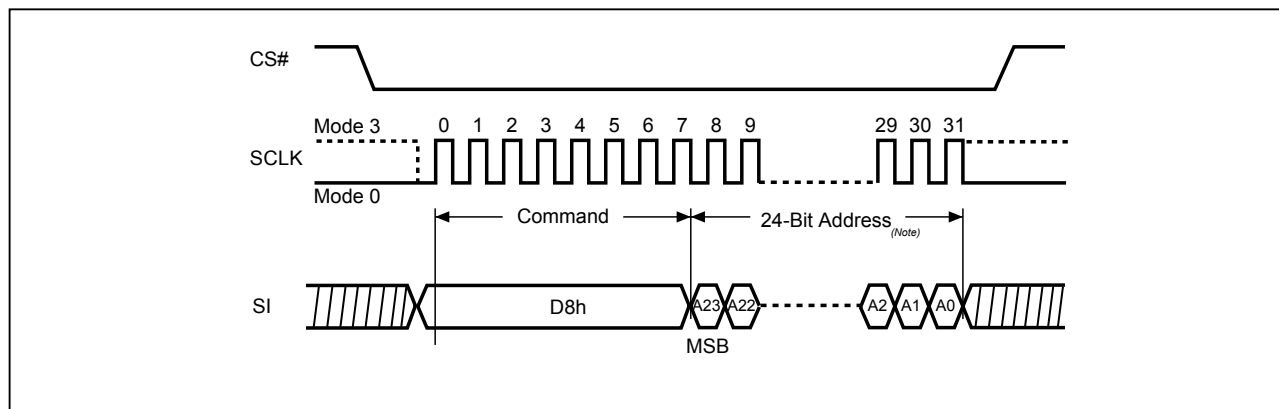 CS#
Mode 3
0 1 2 3 4 5 6 7 8 9 29 30 31
SCLK
Mode 0
Command
24-Bit Address (Note)
SI
D8h
A23 A22 A2 A1 A0
MSB